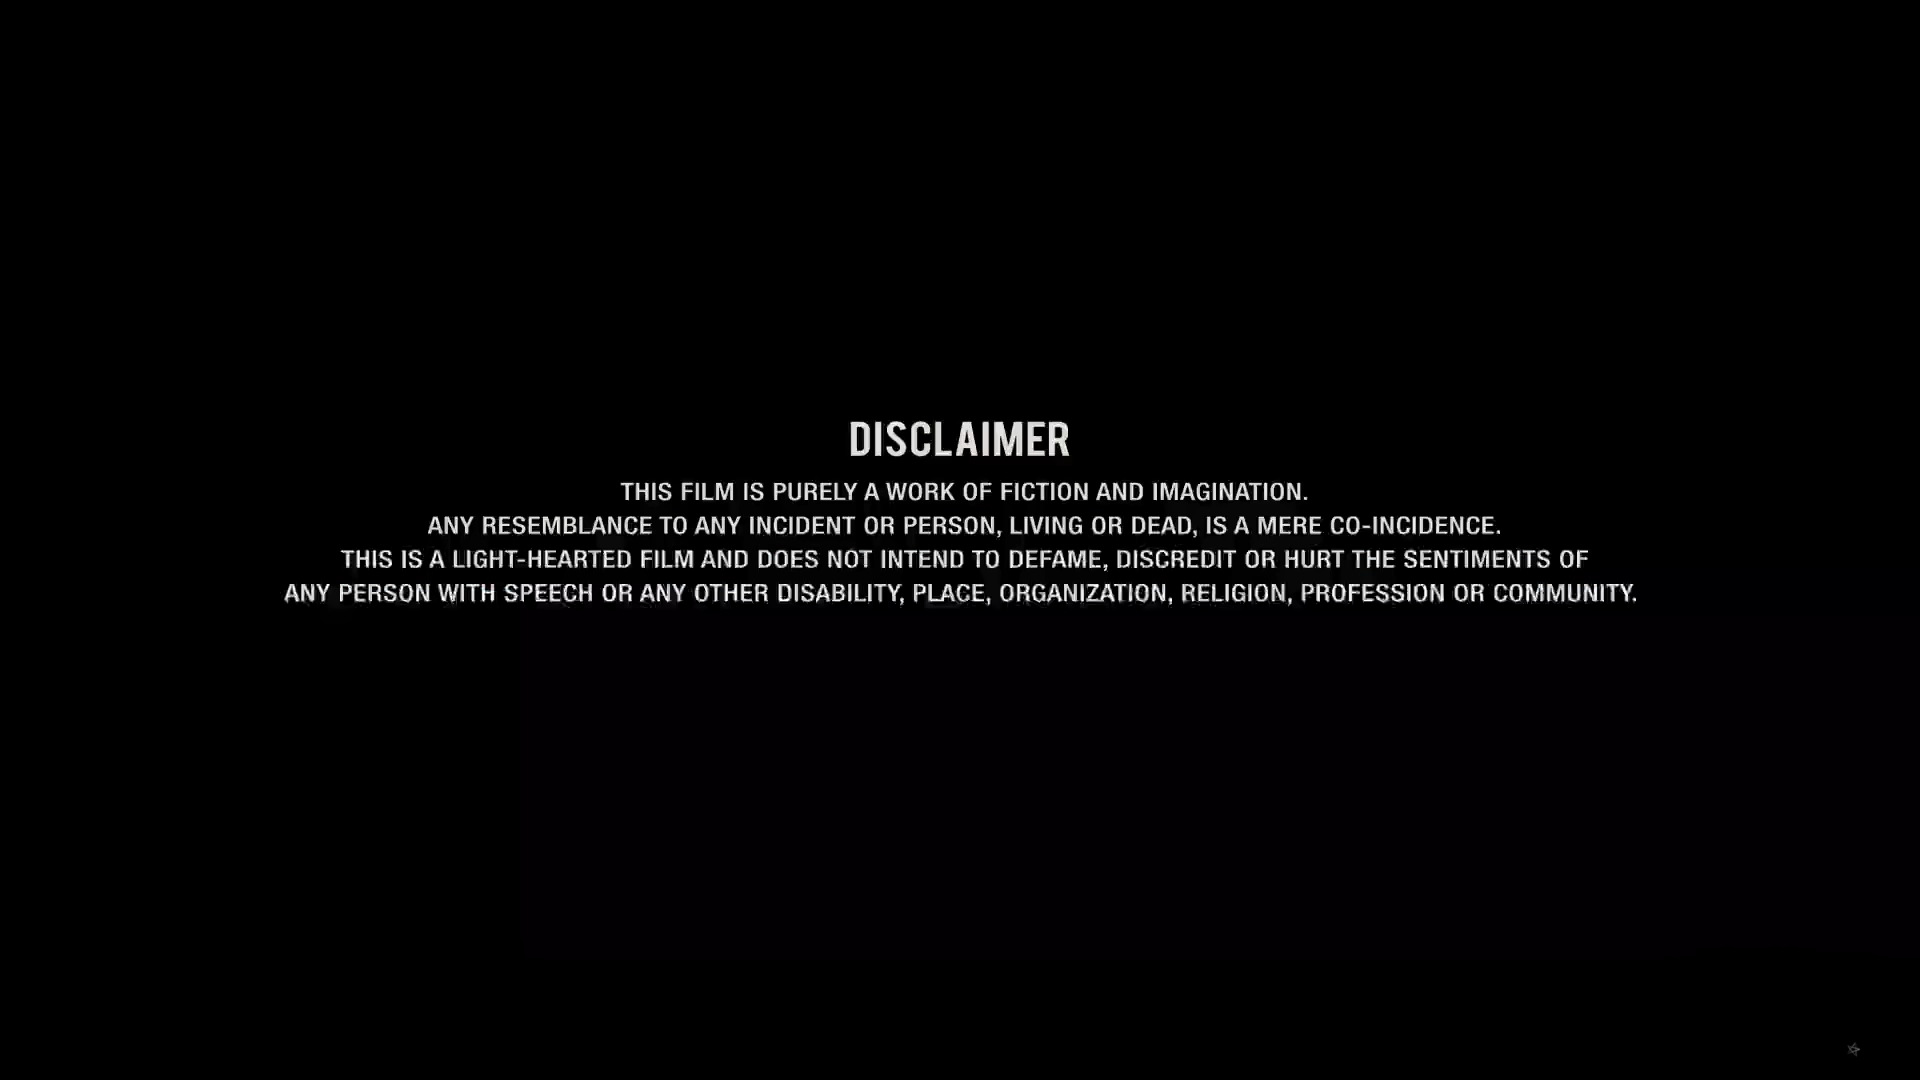 DISCLAIMER
THIS FILM IS PURELY A WORK OF FICTION AND IMAGINATION.
ANY RESEMBLANCE TO ANY INCIDENT OR PERSON, LIVING OR DEAD, IS A MERE CO-INCIDENCE.
THIS IS A LIGHT-HEARTED FILM AND DOES NOT INTEND TO DEFAME, DISCREDIT OR HURT THE SENTIMENTS OF
ANY PERSON WITH SPEECH OR ANY OTHER DISABILITY, PLACE, ORGANIZATION, RELIGION, PROFESSION OR COMMUNITY.